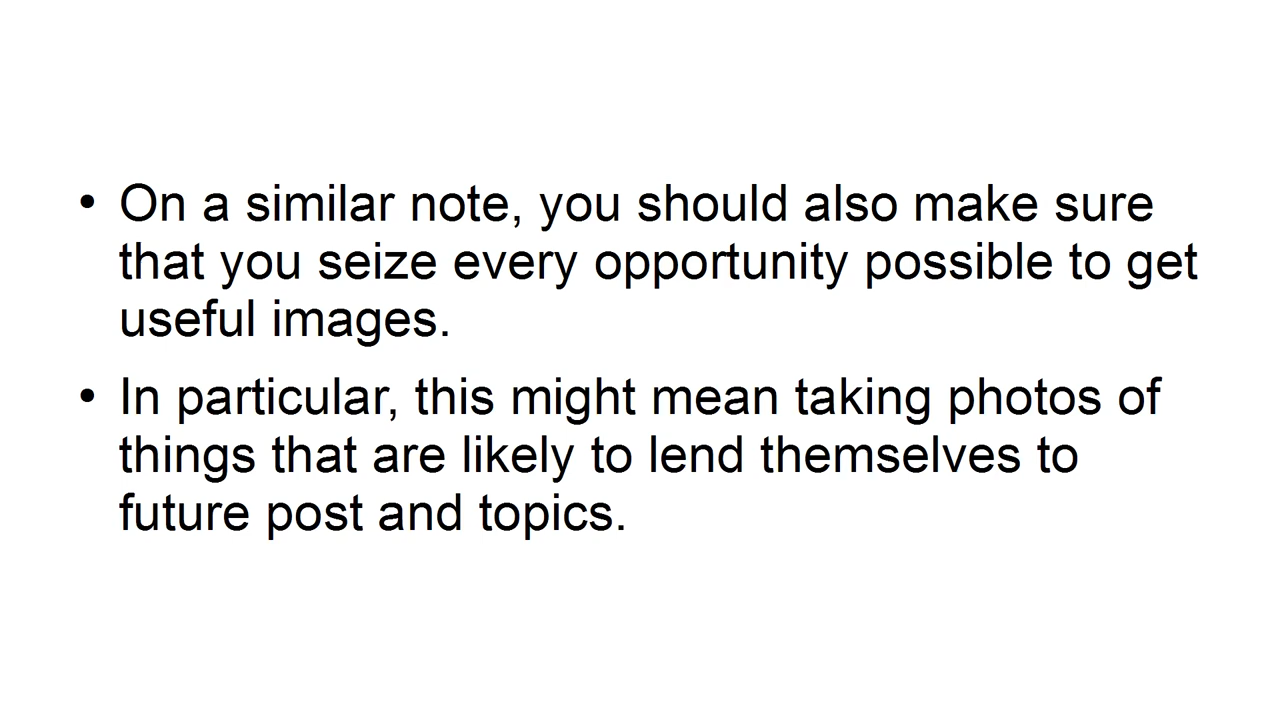 • On a similar note, you should also make sure
that you seize every opportunity possible to get
useful images.
• In particular, this might mean taking photos of
things that are likely to lend themselves to
future post and topics.